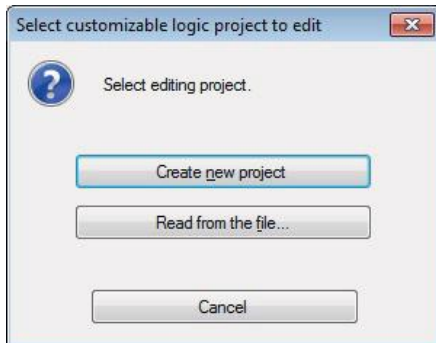 Select customizable logic project to edit
Select editing project.
Create new project
Read from the file...
Cancel